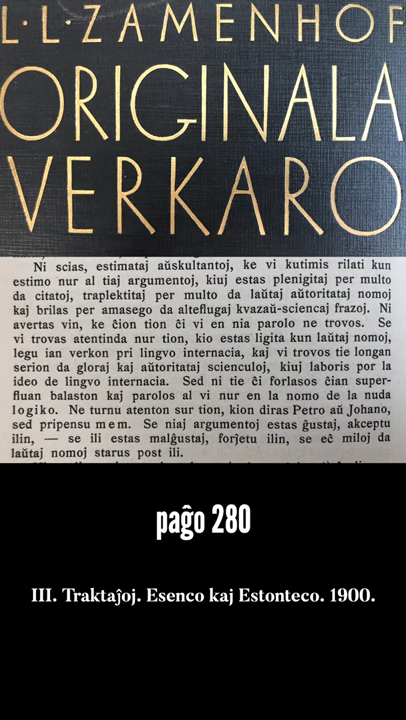 L·L·ZAMENHOF
ORIGINALA
VERKARO
Ni scias, estimataj aŭskultantoj, ke vi kutimis rilati kun
estimo nur al tiaj argumentoj, kiuj estas plenigitaj per multo
da citatoj, traplektitaj per multo da laŭtaj aŭtoritataj nomoj
kaj brilas per amasego da alteflugaj kvazaŭ-sciencaj frazoj. Ni
avertas vin, ke ĉion tion ĉi vi en nia parolo ne trovos. Se
vi trovas atentinda nur tion, kio estas ligita kun laŭtaj nomoj,
legu ian verkon pri lingvo internacia, kaj vi trovos tie longan
serion da gloraj kaj aŭtoritataj scienculoj, kiuj laboris por la
ideo de lingvo internacia. Sed ni tie ĉi forlasos ĉian super-
fluan balaston kaj parolos al vi nur en la nomo de la nuda
logiko. Ne turnu atenton sur tion, kion diras Petro aŭ Johano,
sed pripensu mem. Se niaj argumentoj estas ĝustaj, akceptu
ilin, — se ili estas malĝustaj, forĵetu ilin, se eĉ miloj da
laŭtaj nomoj starus post ili.
paĝo 280
III. Traktaĵoj. Esenco kaj Estonteco. 1900.